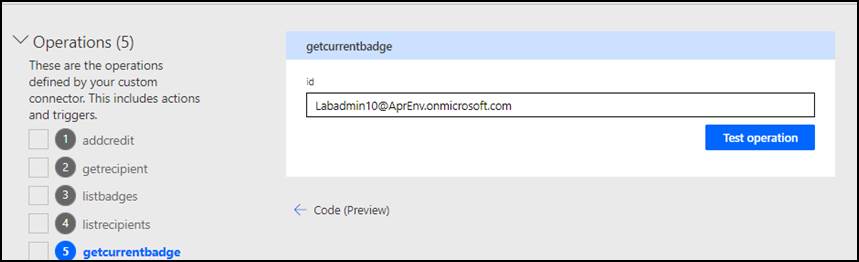 Operations (5)
These are the operations
defined by your custom
connector. This includes actions
and triggers.
1 addcredit
2 getrecipient
3 listbadges
4 listrecipients
5 getcurrentbadge
getcurrentbadge
id
Labadmin10@AprEnv.onmicrosoft.com
Test operation
Code (Preview)